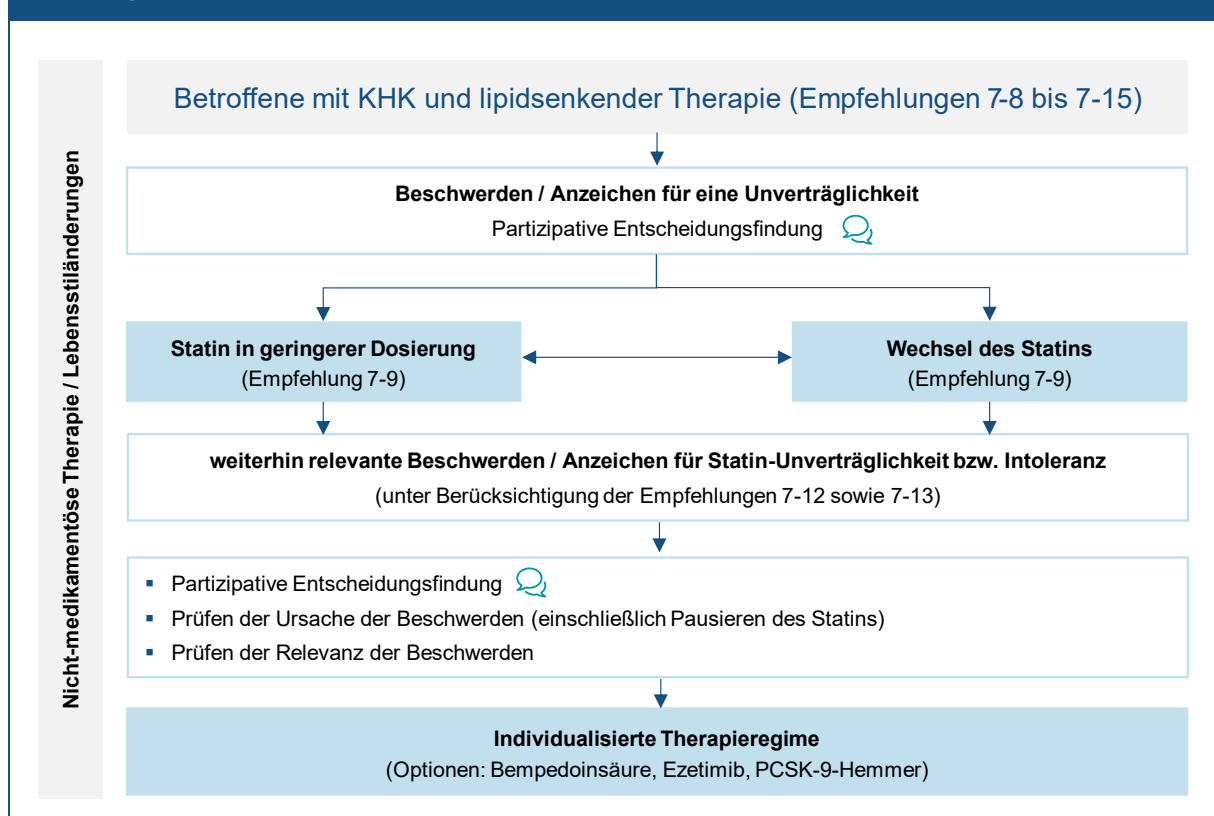 Nicht-medikamentöse Therapie / Lebensstiländerungen
Betroffene mit KHK und lipidsenkender Therapie (Empfehlungen 7-8 bis 7-15)
Beschwerden / Anzeichen für eine Unverträglichkeit
Partizipative Entscheidungsfindung
Statin in geringerer Dosierung
(Empfehlung 7-9)
Wechsel des Statins
(Empfehlung 7-9)
weiterhin relevante Beschwerden / Anzeichen für Statin-Unverträglichkeit bzw. Intoleranz
(unter Berücksichtigung der Empfehlungen 7-12 sowie 7-13)
▪ Partizipative Entscheidungsfindung
▪ Prüfen der Ursache der Beschwerden (einschließlich Pausieren des Statins)
▪ Prüfen der Relevanz der Beschwerden
Individualisierte Therapieregime
(Optionen: Bempedoinsäure, Ezetimib, PCSK-9-Hemmer)